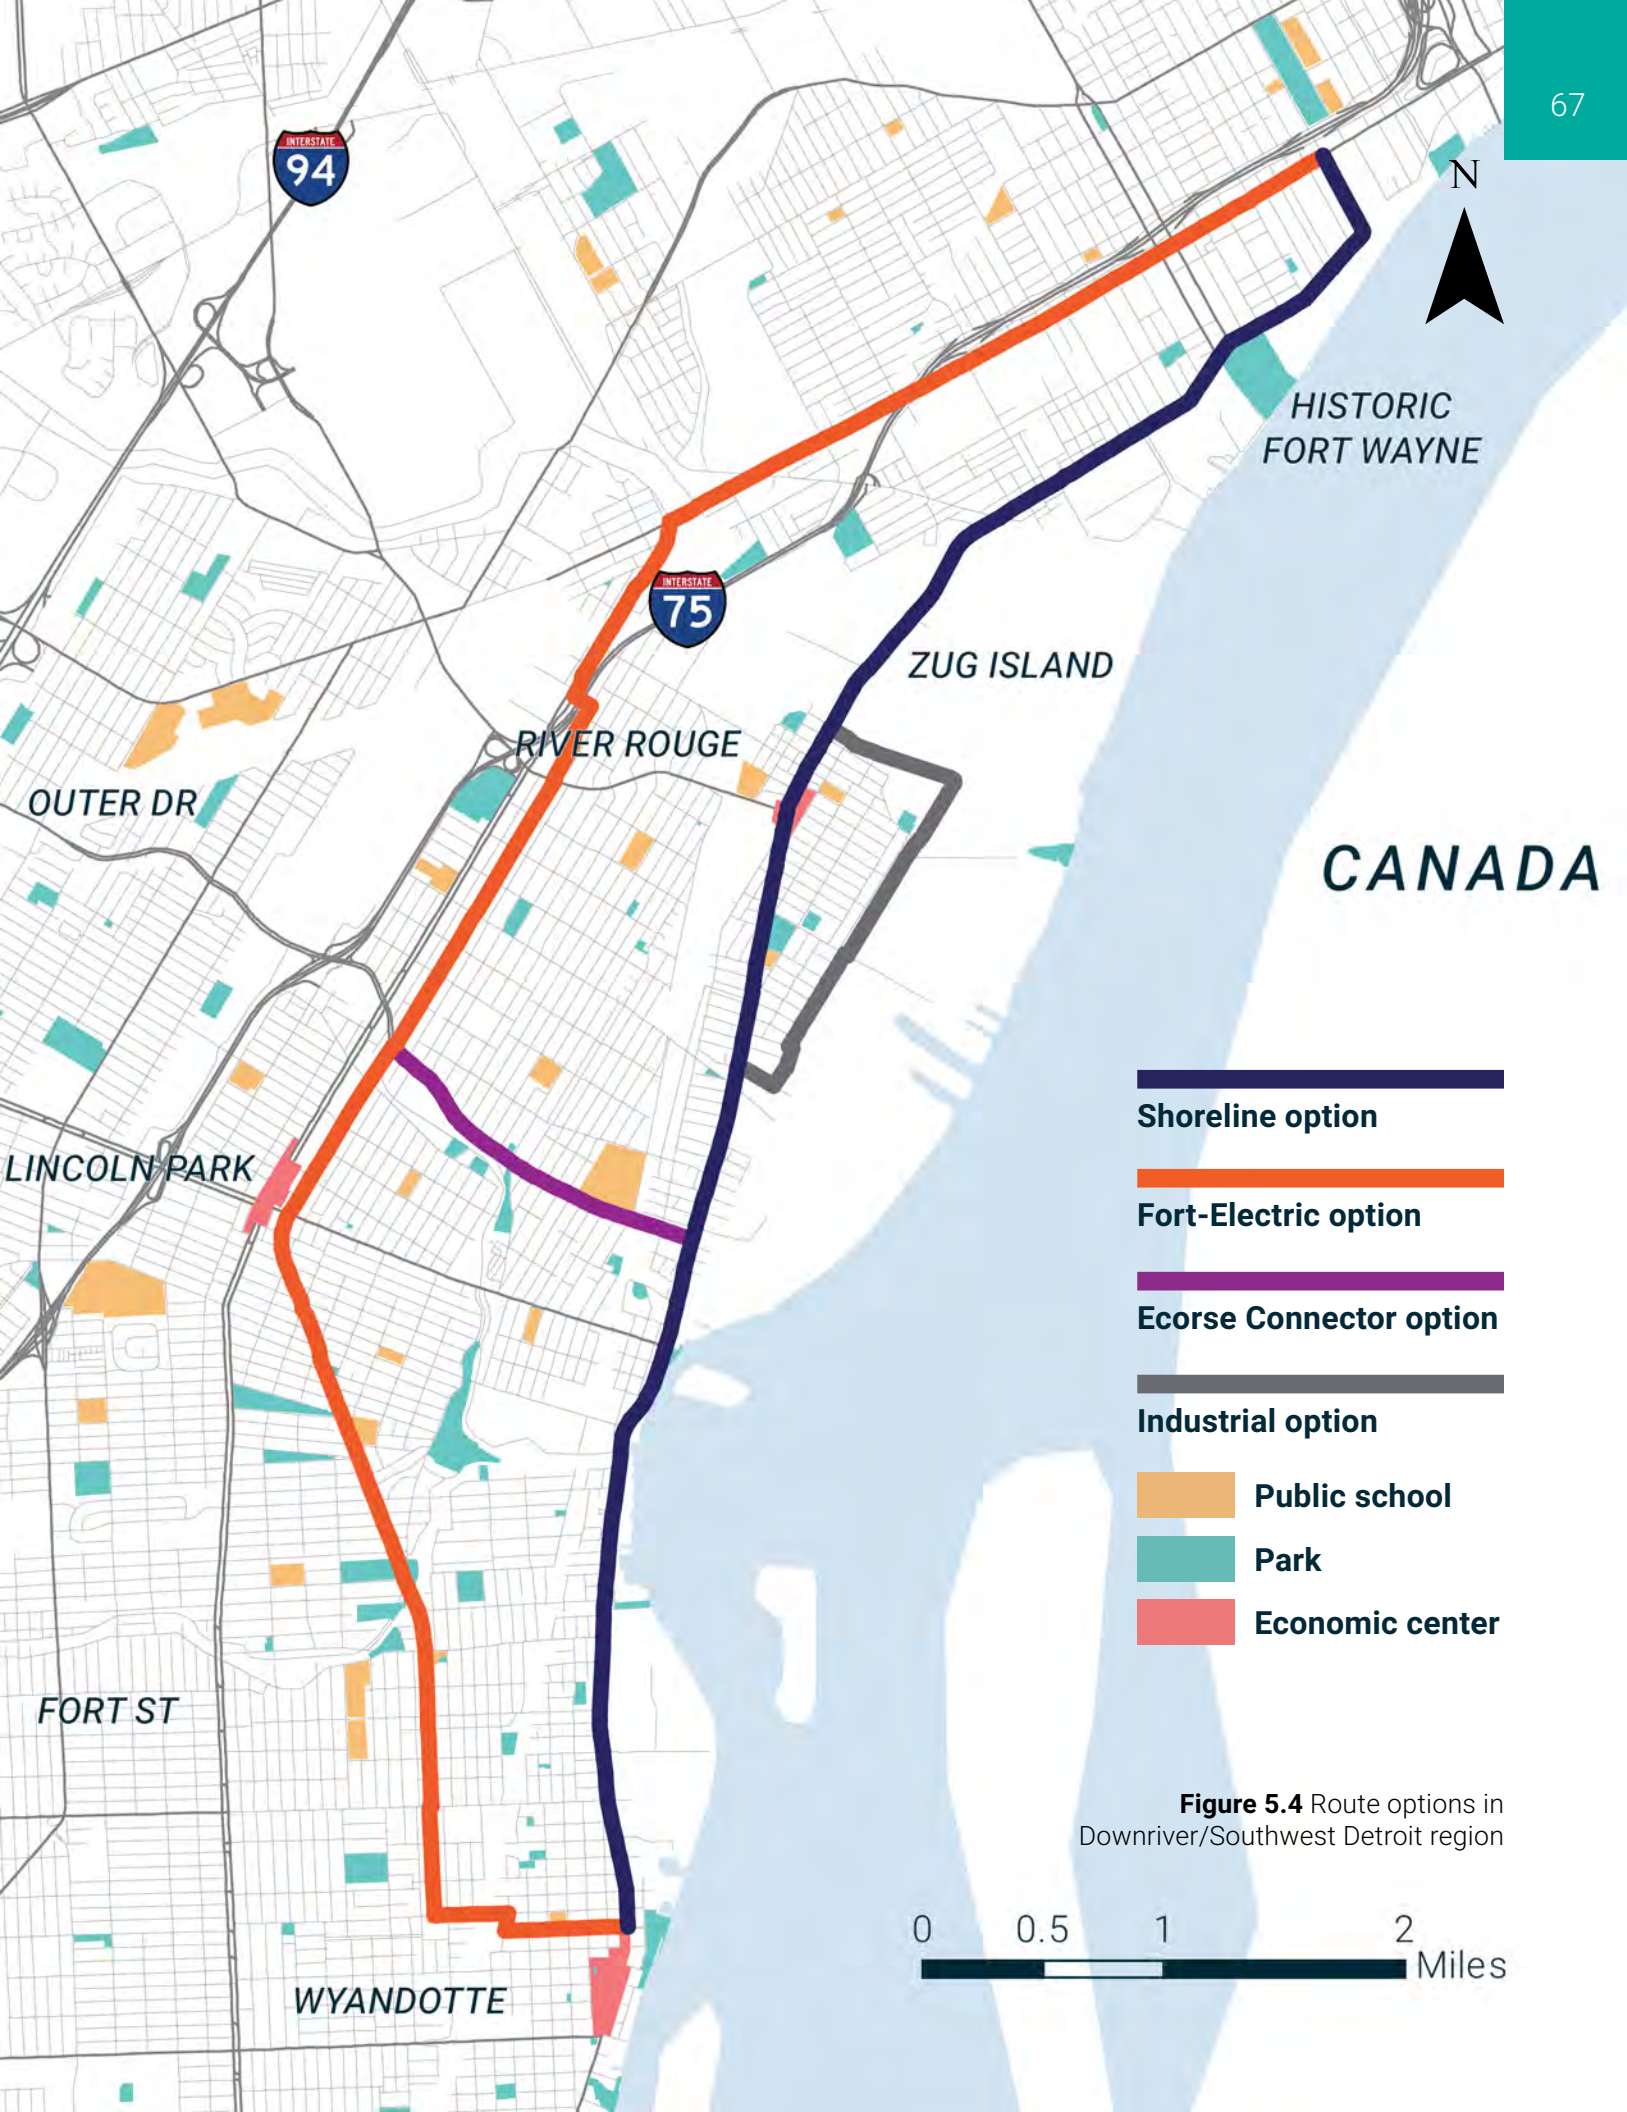 67
INTERSTATE
94
N
HISTORIC
FORT WAYNE
INTERSTATE
75
ZUG ISLAND
RIVER ROUGE
OUTER DR
CANADA
Shoreline option
LINCOLN PARK
Fort-Electric option
Ecorse Connector option
Industrial option
Public school
Park
Economic center
FORT ST
Figure 5.4 Route options in
Downriver/Southwest Detroit region
0 0.5 1 2
Miles
WYANDOTTE